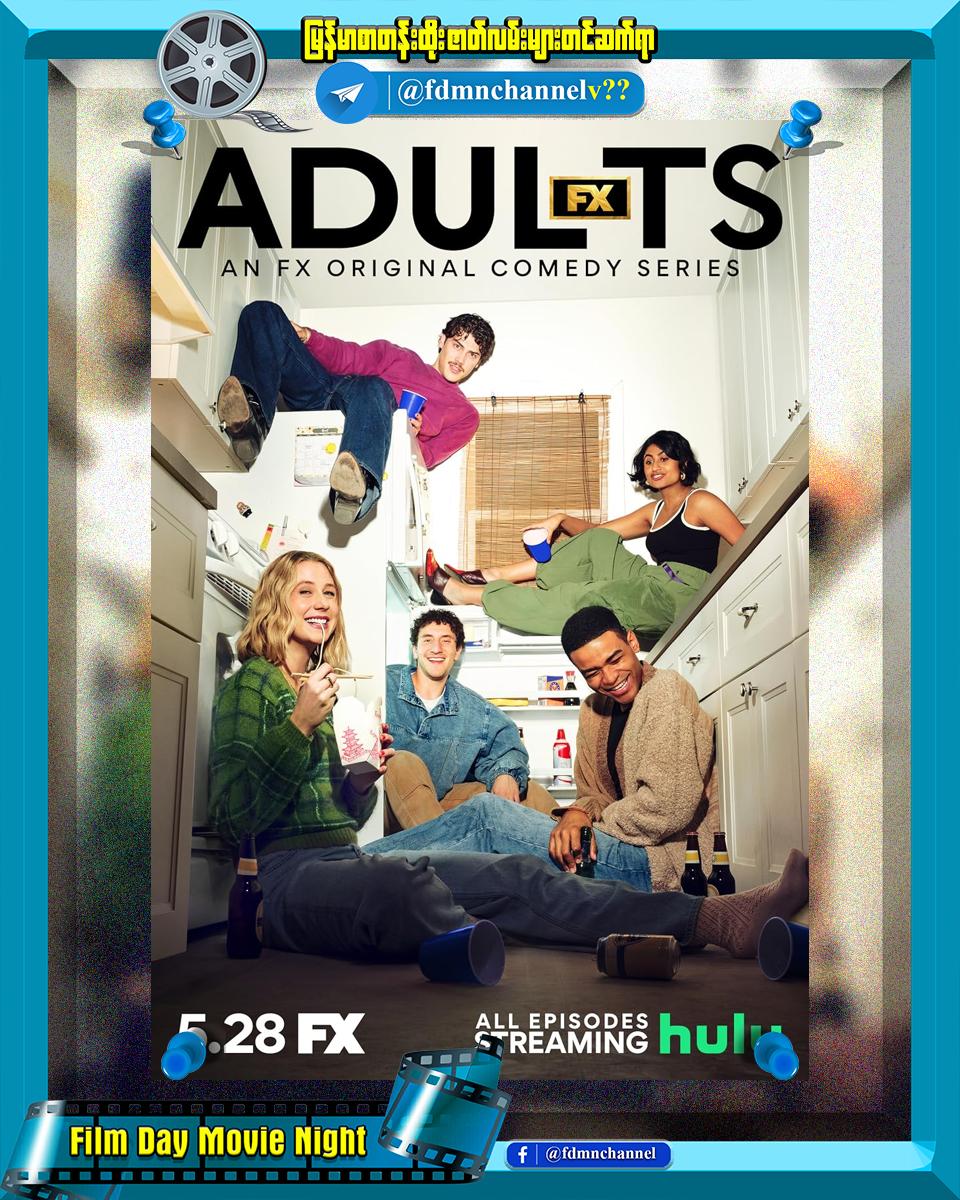 မြန်မာစာတန်းထိုးဇာတ်လမ်းများတင်ဆက်ရာ
@fdmnchannelv??
ADULTS
FX
AN FX ORIGINAL COMEDY SERIES
5.28 FX
ALL EPISODES
STREAMING
hulu
Film Day Movie Night
@fdmnchannel